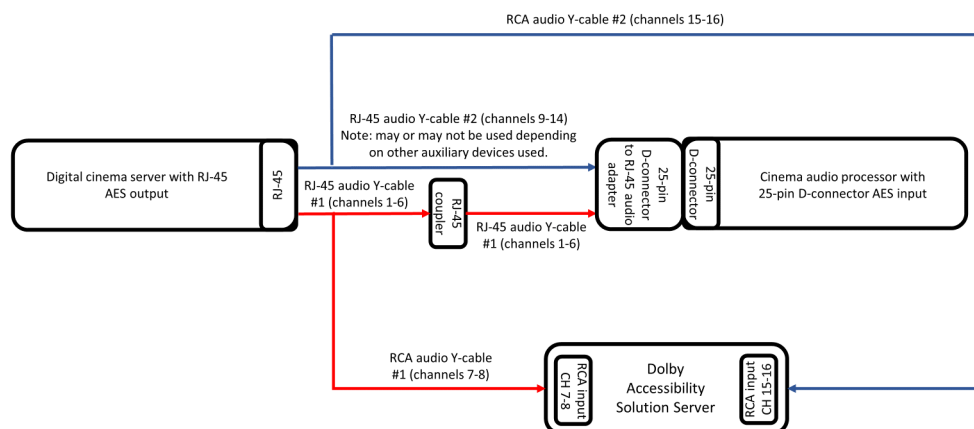 RCA audio Y-cable #2 (channels 15-16)
RJ-45 audio Y-cable #2 (channels 9-14)
Note: may or may not be used depending
on other auxiliary devices used.
Digital cinema server with RJ-45
AES output
RJ-45
RJ-45 audio Y-cable
#1 (channels 1-6)
RJ-45
coupler
RJ-45 audio Y-cable
#1 (channels 1-6)
25-pin
D-connector
to RJ-45 audio
adapter
25-pin
D-connector
Cinema audio processor with
25-pin D-connector AES input
RCA audio Y-cable
#1 (channels 7-8)
RCA input
CH 7-8
Dolby
Accessibility
Solution Server
RCA input
CH 15-16